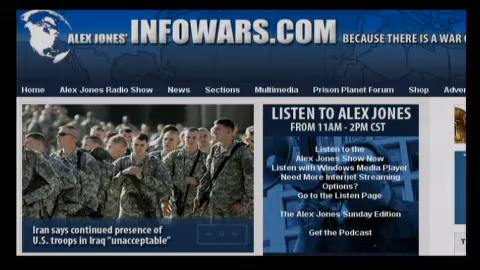 ALEX JONES' INFOWARS.COM BECAUSE THERE IS A WAR
Home Alex Jones Radio Show News Sections Multimedia Prison Planet Forum Shop
LISTEN TO ALEX JONES
FROM 11AM - 2PM CST
Listen to the
Alex Jones Show Now
Listen with Windows Media Player
Need More Internet Streaming
Options?
Go to the Listen Page
The Alex Jones Sunday Edition
Get the Podcast
Iran says continued presence of
U.S. troops in Iraq "unacceptable"